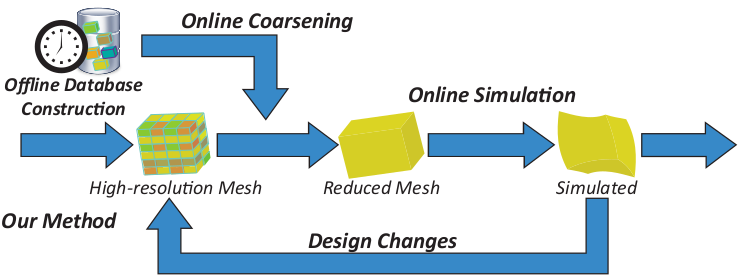 Online Coarsening
Offline Database
Construction
Online Simulation
High-resolution Mesh
Reduced Mesh
Simulated
Our Method
Design Changes